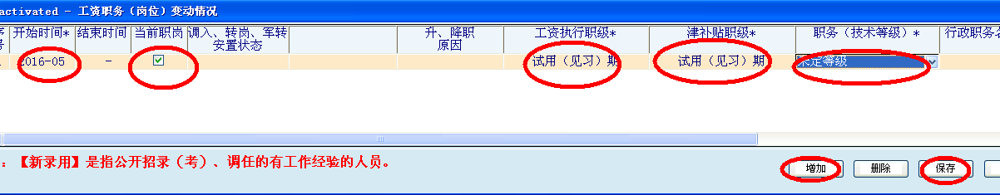 activated - 工资职务（岗位）变动情况
序号 开始时间* 结束时间 当前职岗 调入、转岗、军转安置状态 升、降职原因 工资执行职级* 津补贴职级* 职务（技术等级）* 行政职务名
2016-05 - 试用（见习）期 试用（见习）期 未定等级
：【新录用】是指公开招录（考）、调任的有工作经验的人员。
增加 删除 保存